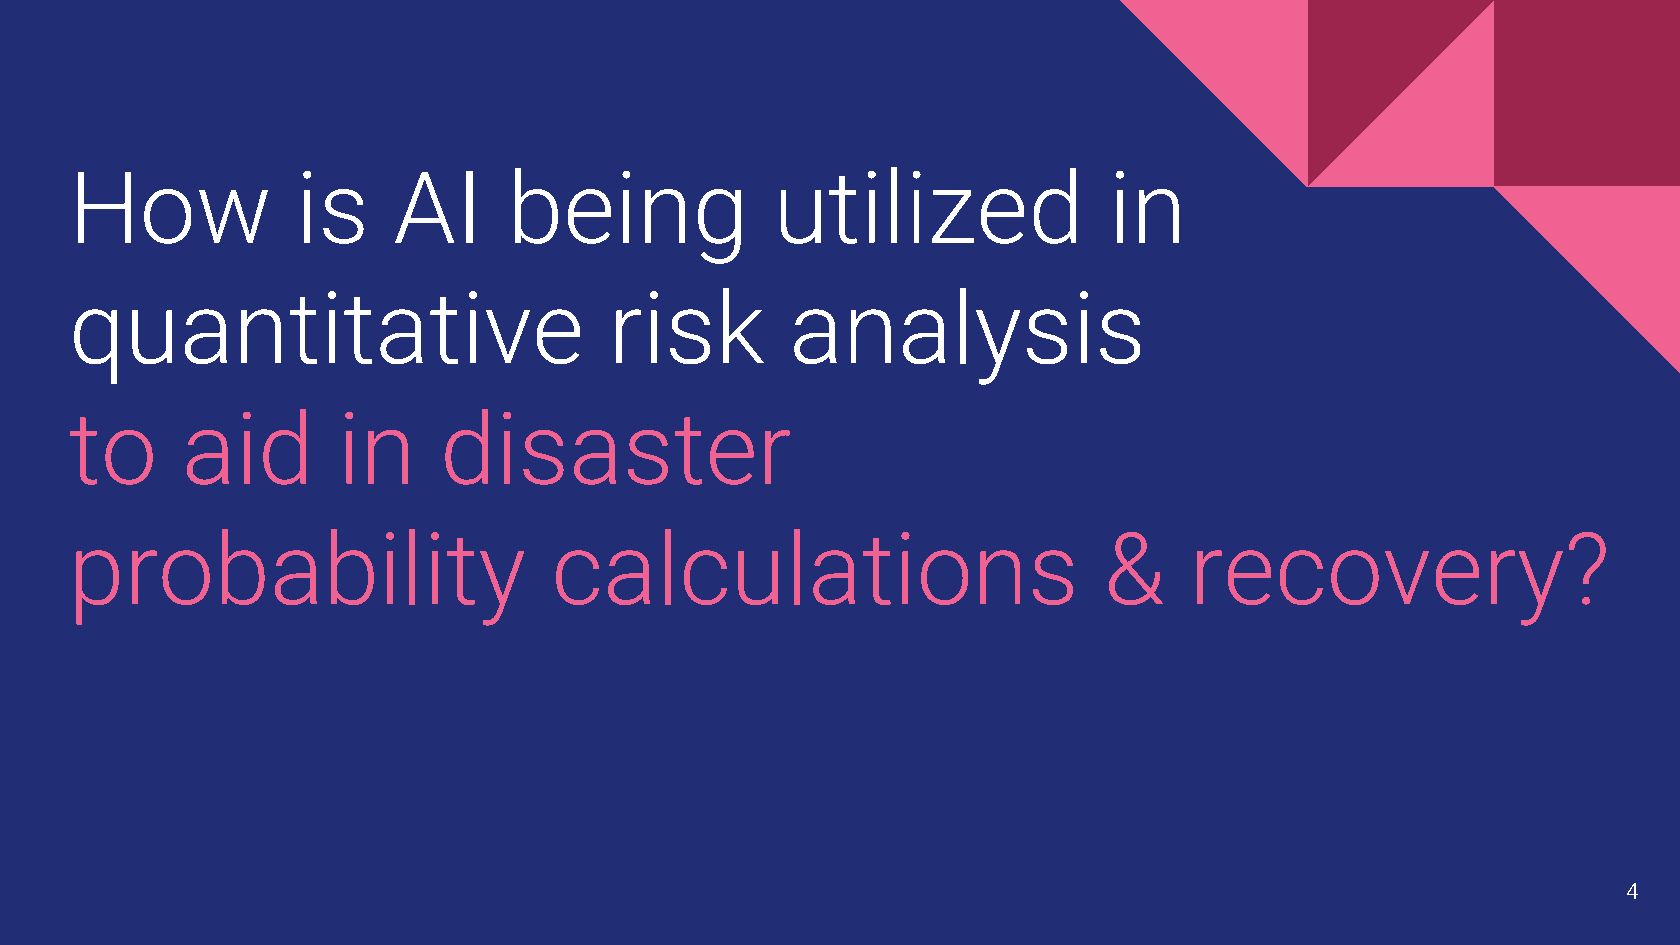 How is AI being utilized in
quantitative risk analysis
to aid in disaster
probability calculations & recovery?
4